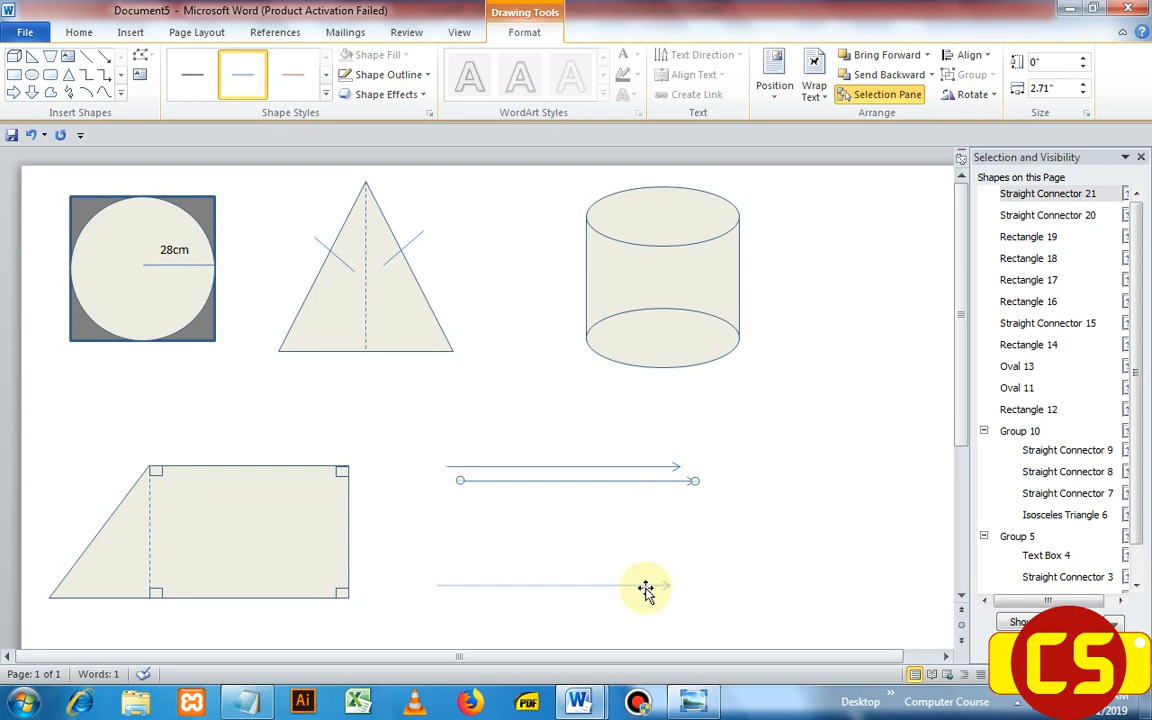 Document5 - Microsoft Word (Product Activation Failed)
Drawing Tools
File Home Insert Page Layout References Mailings Review View Format
Shape Fill
Shape Outline
Shape Effects
Insert Shapes
Shape Styles
WordArt Styles
Text Direction
Align Text
Create Link
Text
Position
Wrap Text
Bring Forward
Send Backward
Selection Pane
Align
Group
Rotate
Arrange
0"
2.71"
Size
Selection and Visibility
Shapes on this Page
Straight Connector 21
Straight Connector 20
Rectangle 19
Rectangle 18
Rectangle 17
Rectangle 16
Straight Connector 15
Rectangle 14
Oval 13
Oval 11
Rectangle 12
Group 10
Straight Connector 9
Straight Connector 8
Straight Connector 7
Isosceles Triangle 6
Group 5
Text Box 4
Straight Connector 3
28cm
CS
Page: 1 of 1 Words: 1
Desktop
Computer Course